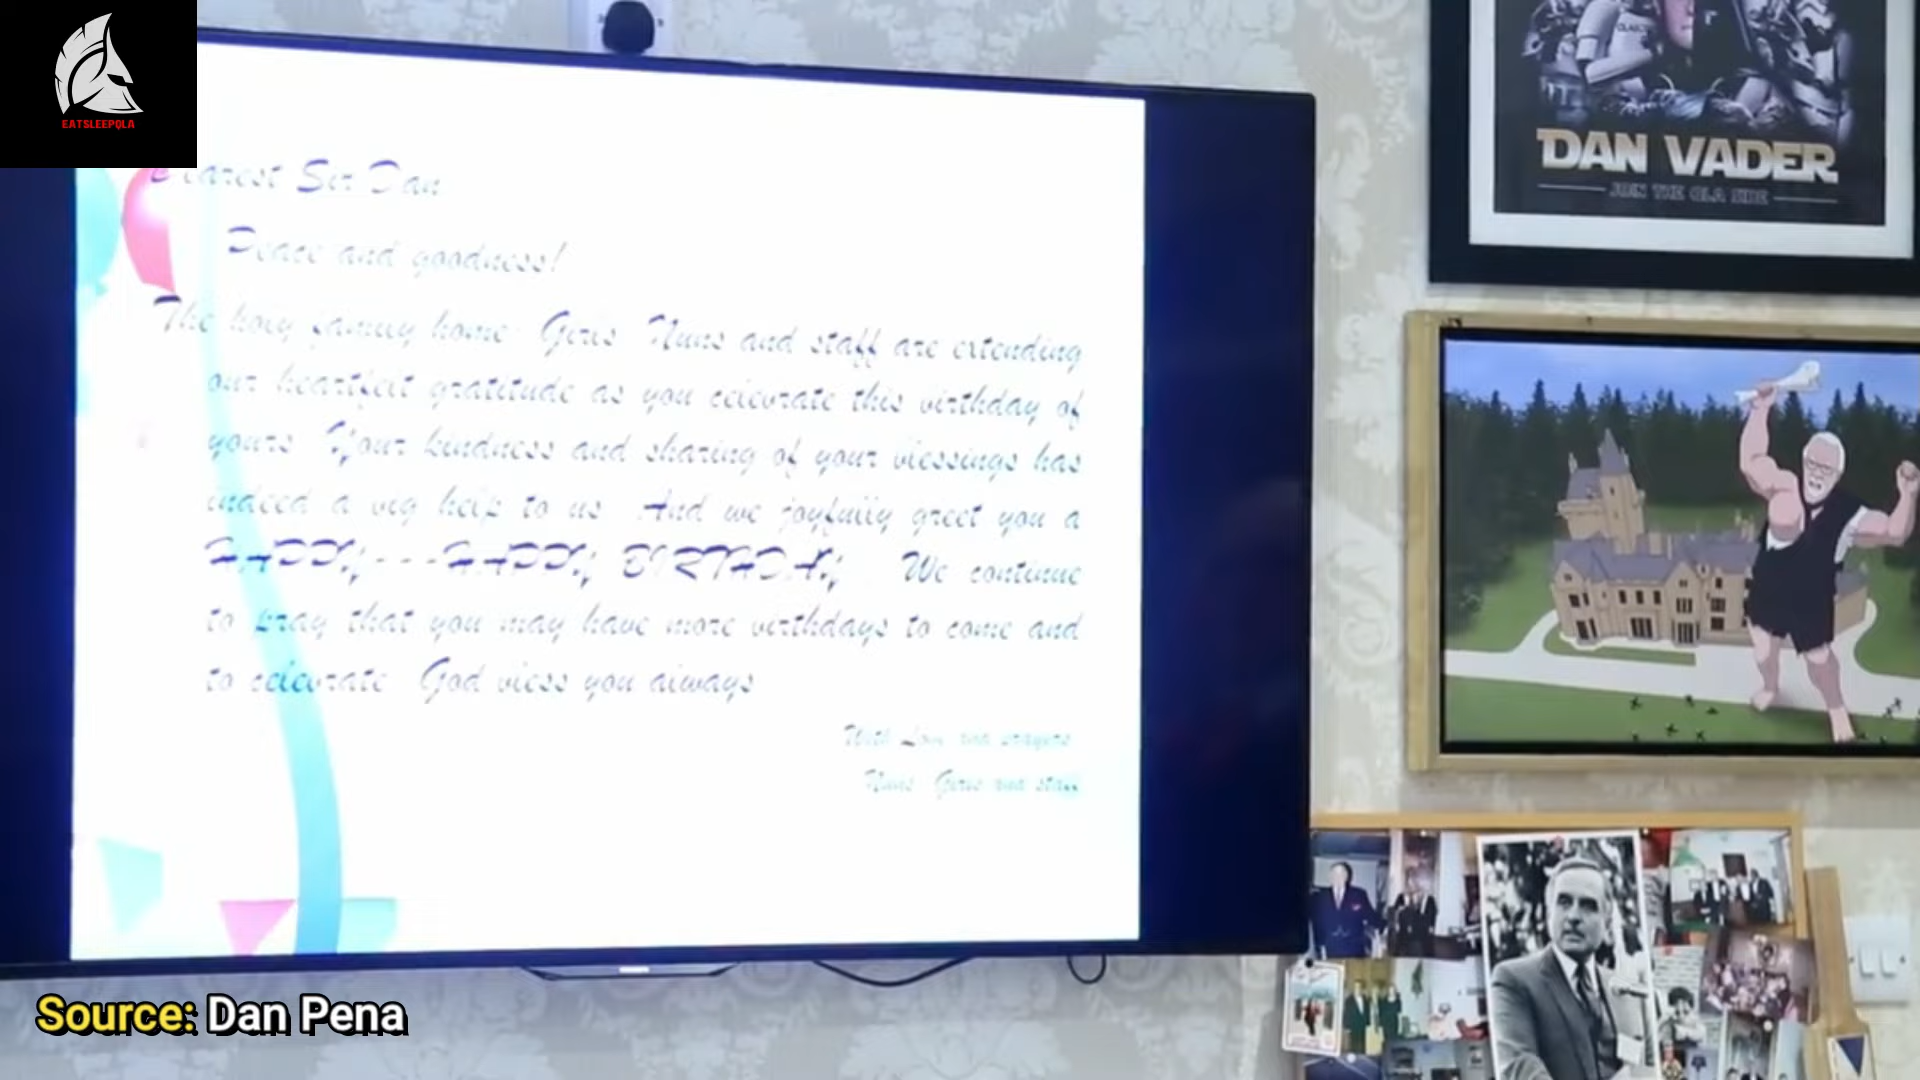 EATSLEEPQLA
Dearest Sir Dan
Peace and goodness!
The holy family home Girls Nuns and staff are extending
our heartfelt gratitude as you celebrate this birthday of
yours Your kindness and sharing of your blessings has
indeed a big help to us And we joyfully greet you a
HAPPY---HAPPY BIRTHDAY We continue
to pray that you may have more birthdays to come and
to celebrate God bless you always
With Love and prayers
Nuns Girls and staff
DAN VADER
JOIN THE QLA SIDE
Source: Dan Pena